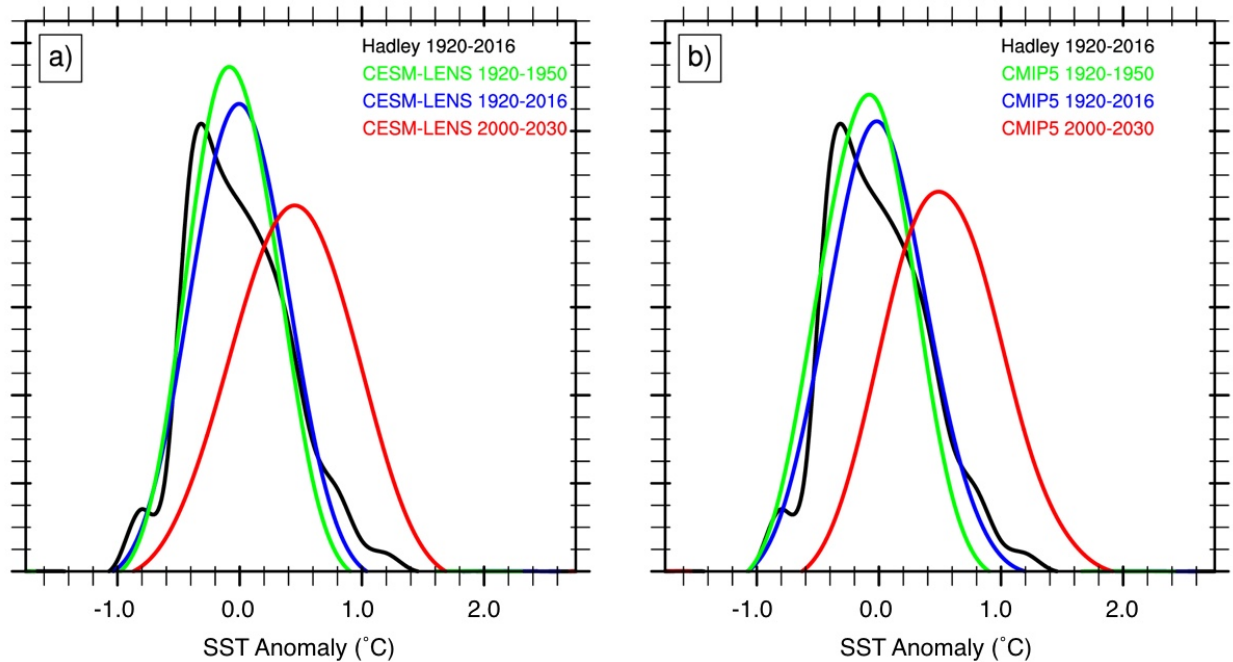 a)
Hadley 1920-2016
CESM-LENS 1920-1950
CESM-LENS 1920-2016
CESM-LENS 2000-2030
-1.0 0.0 1.0 2.0
SST Anomaly (˚C)
b)
Hadley 1920-2016
CMIP5 1920-1950
CMIP5 1920-2016
CMIP5 2000-2030
-1.0 0.0 1.0 2.0
SST Anomaly (˚C)